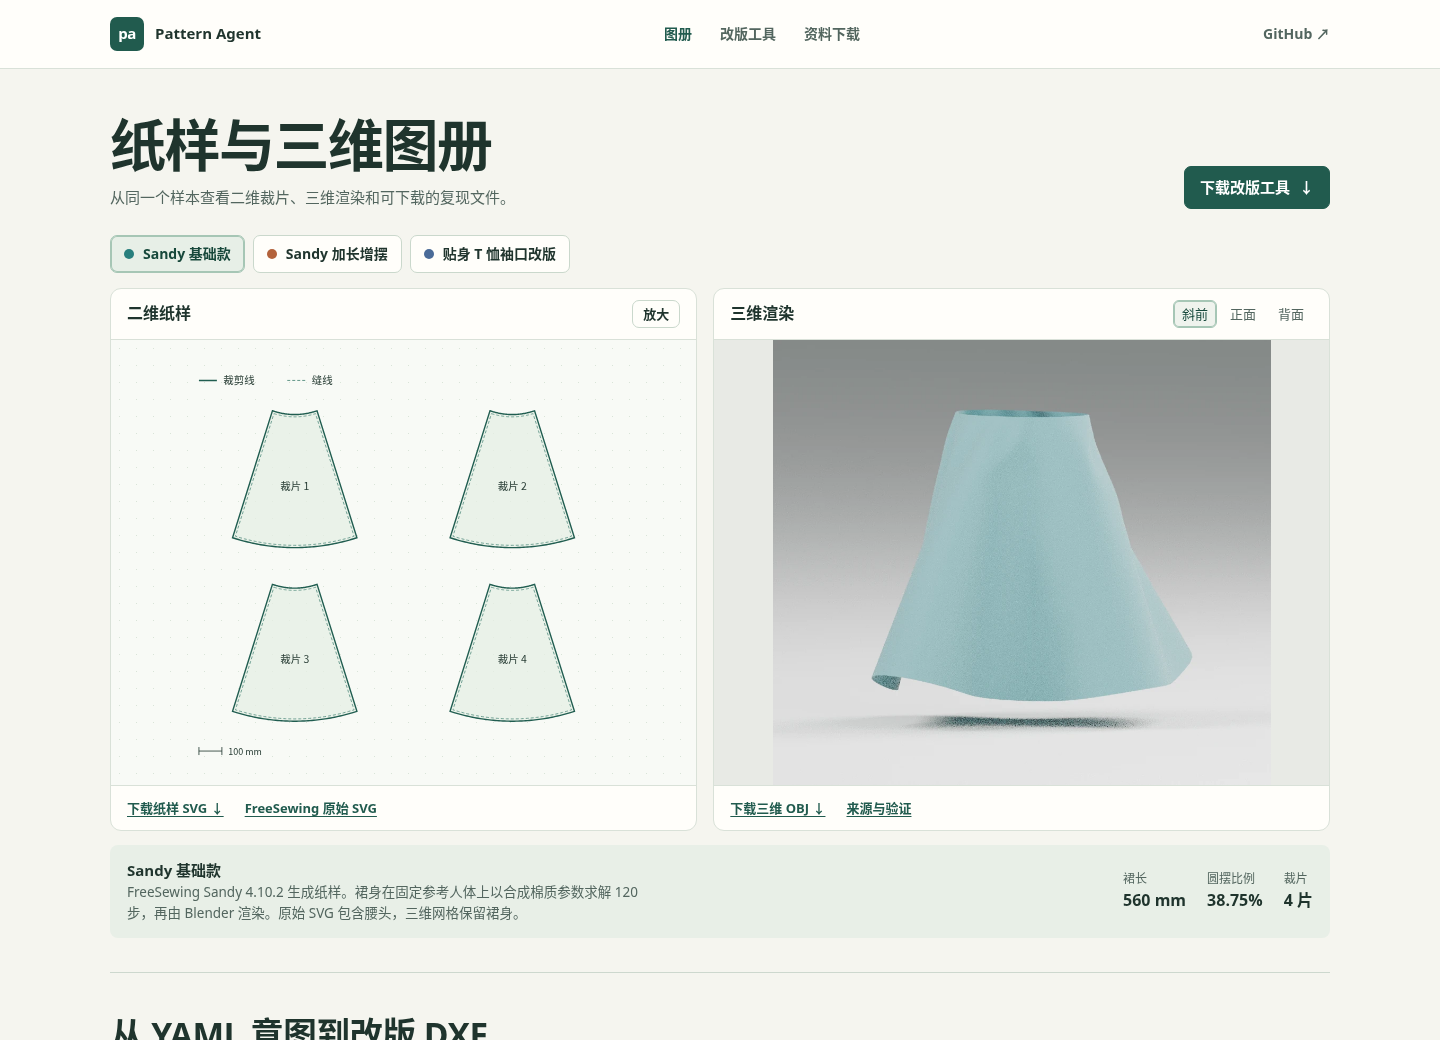 pa
Pattern Agent
图册
改版工具
资料下载
GitHub ↗
纸样与三维图册
从同一个样本查看二维裁片、三维渲染和可下载的复现文件。
下载改版工具 ↓
Sandy 基础款
Sandy 加长增摆
贴身 T 恤袖口改版
二维纸样
放大
裁剪线
缝线
裁片 1
裁片 2
裁片 3
裁片 4
100 mm
下载纸样 SVG ↓
FreeSewing 原始 SVG
三维渲染
斜前
正面
背面
下载三维 OBJ ↓
来源与验证
Sandy 基础款
FreeSewing Sandy 4.10.2 生成纸样。裙身在固定参考人体上以合成棉质参数求解 120
步，再由 Blender 渲染。原始 SVG 包含腰头，三维网格保留裙身。
裙长
560 mm
圆摆比例
38.75%
裁片
4 片
从 YAML 意图到改版 DXF